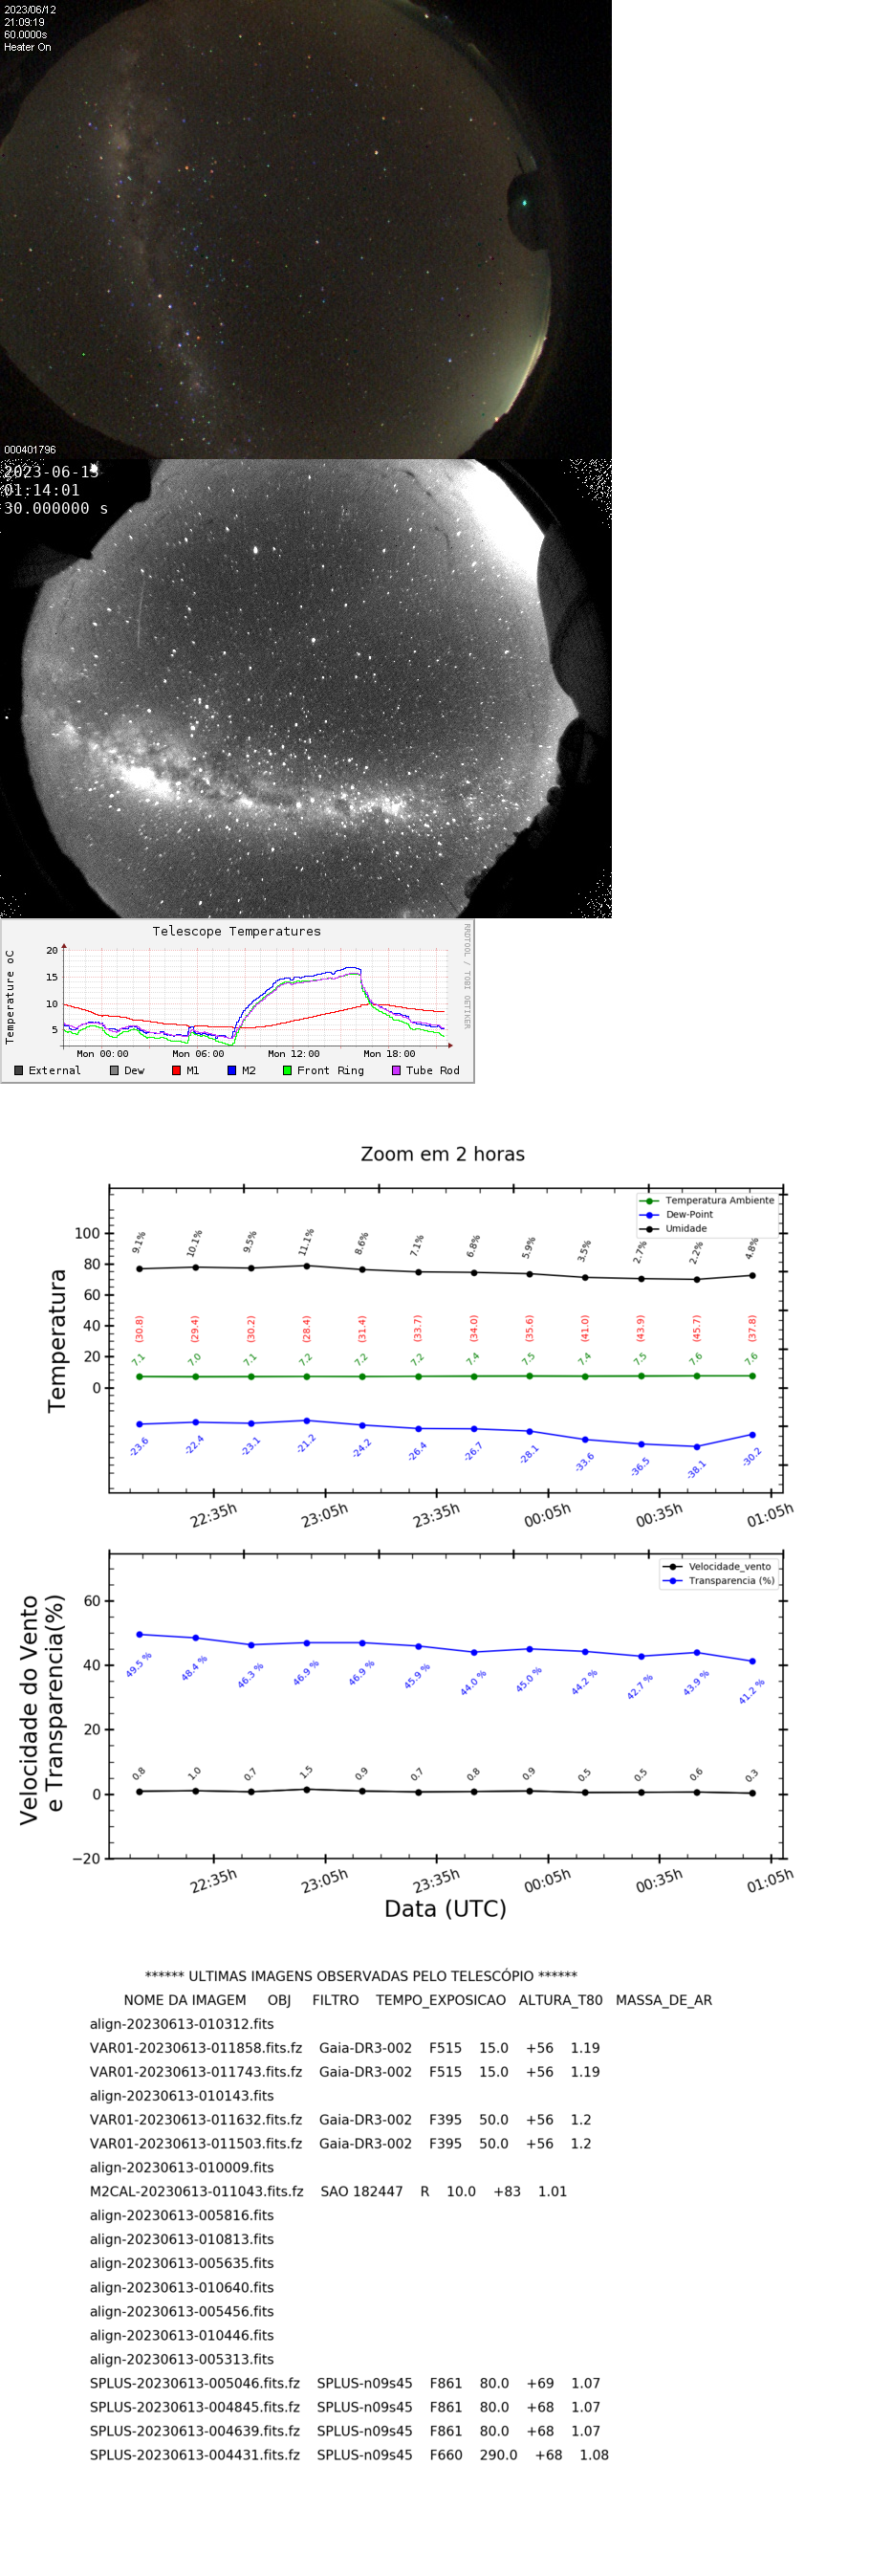 2023/06/12
21:09:19
60.0000s
Heater On
000401796
2023-06-13
01:14:01
30.000000 s
Telescope Temperatures
RRDTOOL / TOBI OETIKER
Temperature oC
20
15
10
5
Mon 00:00 Mon 06:00 Mon 12:00 Mon 18:00
External Dew M1 M2 Front Ring Tube Rod
Zoom em 2 horas
Temperatura Ambiente
Dew-Point
Umidade
Temperatura
100
80
60
40
20
0
9.1% 10.1% 9.5% 11.1% 8.6% 7.1% 6.8% 5.9% 3.5% 2.7% 2.2% 4.8%
(30.8) (29.4) (30.2) (28.4) (31.4) (33.7) (34.0) (35.6) (41.0) (43.9) (45.7) (37.8)
7.1 7.0 7.1 7.2 7.2 7.2 7.4 7.5 7.4 7.5 7.6 7.6
-23.6 -22.4 -23.1 -21.2 -24.2 -26.4 -26.7 -28.1 -33.6 -36.5 -38.1 -30.2
22:35h 23:05h 23:35h 00:05h 00:35h 01:05h
Velocidade_vento
Transparencia (%)
Velocidade do Vento
e Transparencia(%)
60
40
20
0
−20
49.5 % 48.4 % 46.3 % 46.9 % 46.9 % 45.9 % 44.0 % 45.0 % 44.2 % 42.7 % 43.9 % 41.2 %
0.8 1.0 0.7 1.5 0.9 0.7 0.8 0.9 0.5 0.5 0.6 0.3
22:35h 23:05h 23:35h 00:05h 00:35h 01:05h
Data (UTC)
****** ULTIMAS IMAGENS OBSERVADAS PELO TELESCÓPIO ******
NOME DA IMAGEM OBJ FILTRO TEMPO_EXPOSICAO ALTURA_T80 MASSA_DE_AR
align-20230613-010312.fits
VAR01-20230613-011858.fits.fz Gaia-DR3-002 F515 15.0 +56 1.19
VAR01-20230613-011743.fits.fz Gaia-DR3-002 F515 15.0 +56 1.19
align-20230613-010143.fits
VAR01-20230613-011632.fits.fz Gaia-DR3-002 F395 50.0 +56 1.2
VAR01-20230613-011503.fits.fz Gaia-DR3-002 F395 50.0 +56 1.2
align-20230613-010009.fits
M2CAL-20230613-011043.fits.fz SAO 182447 R 10.0 +83 1.01
align-20230613-005816.fits
align-20230613-010813.fits
align-20230613-005635.fits
align-20230613-010640.fits
align-20230613-005456.fits
align-20230613-010446.fits
align-20230613-005313.fits
SPLUS-20230613-005046.fits.fz SPLUS-n09s45 F861 80.0 +69 1.07
SPLUS-20230613-004845.fits.fz SPLUS-n09s45 F861 80.0 +68 1.07
SPLUS-20230613-004639.fits.fz SPLUS-n09s45 F861 80.0 +68 1.07
SPLUS-20230613-004431.fits.fz SPLUS-n09s45 F660 290.0 +68 1.08